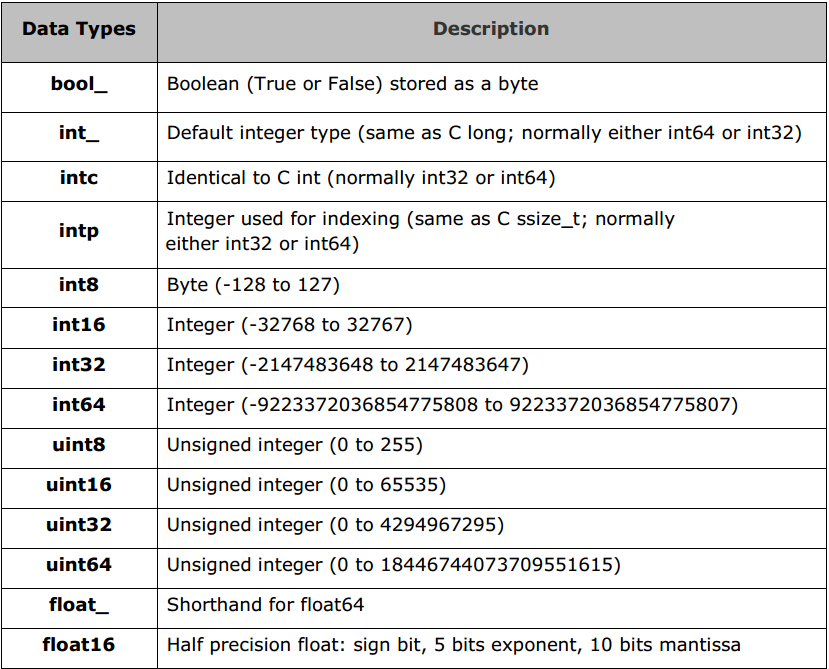 Data Types Description
bool_ Boolean (True or False) stored as a byte
int_ Default integer type (same as C long; normally either int64 or int32)
intc Identical to C int (normally int32 or int64)
intp Integer used for indexing (same as C ssize_t; normally
either int32 or int64)
int8 Byte (-128 to 127)
int16 Integer (-32768 to 32767)
int32 Integer (-2147483648 to 2147483647)
int64 Integer (-9223372036854775808 to 9223372036854775807)
uint8 Unsigned integer (0 to 255)
uint16 Unsigned integer (0 to 65535)
uint32 Unsigned integer (0 to 4294967295)
uint64 Unsigned integer (0 to 18446744073709551615)
float_ Shorthand for float64
float16 Half precision float: sign bit, 5 bits exponent, 10 bits mantissa